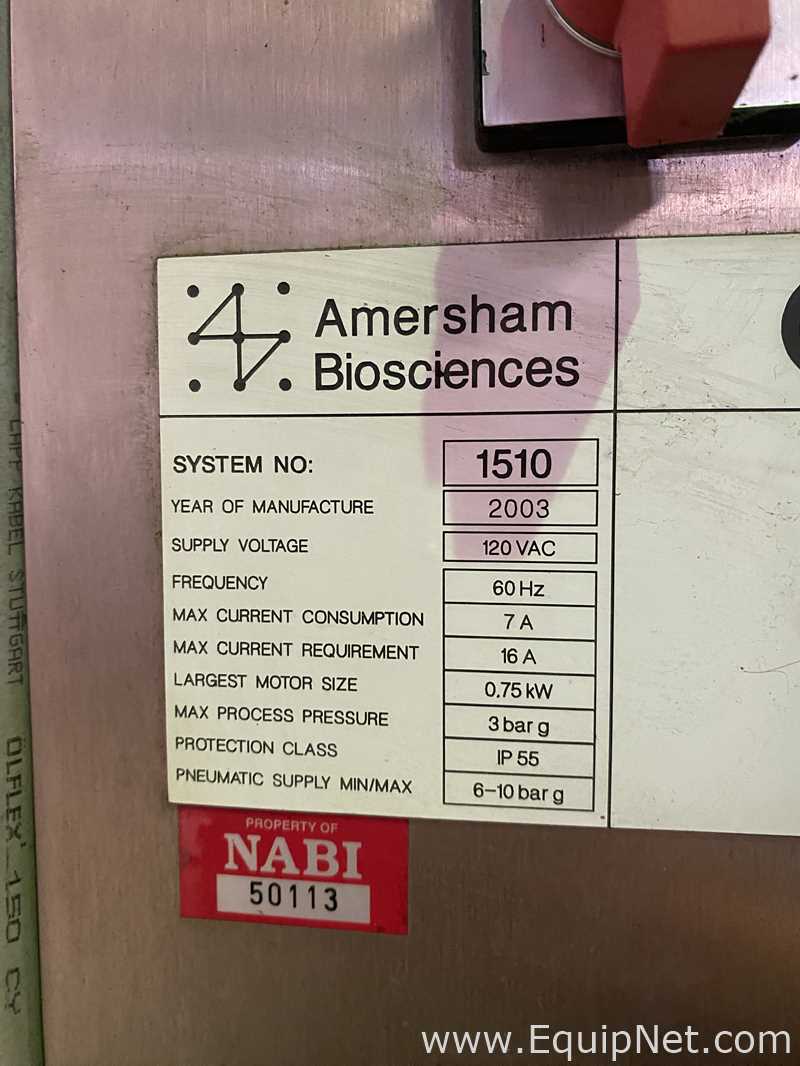 Amersham
Biosciences
SYSTEM NO: 1510
YEAR OF MANUFACTURE 2003
SUPPLY VOLTAGE 120 VAC
FREQUENCY 60 Hz
MAX CURRENT CONSUMPTION 7 A
MAX CURRENT REQUIREMENT 16 A
LARGEST MOTOR SIZE 0.75 kW
MAX PROCESS PRESSURE 3 bar g
PROTECTION CLASS IP 55
PNEUMATIC SUPPLY MIN/MAX 6–10 bar g
PROPERTY OF
NABI
50113
KABEL STUTTGART ÖLFLEX 150 CY
www.EquipNet.com